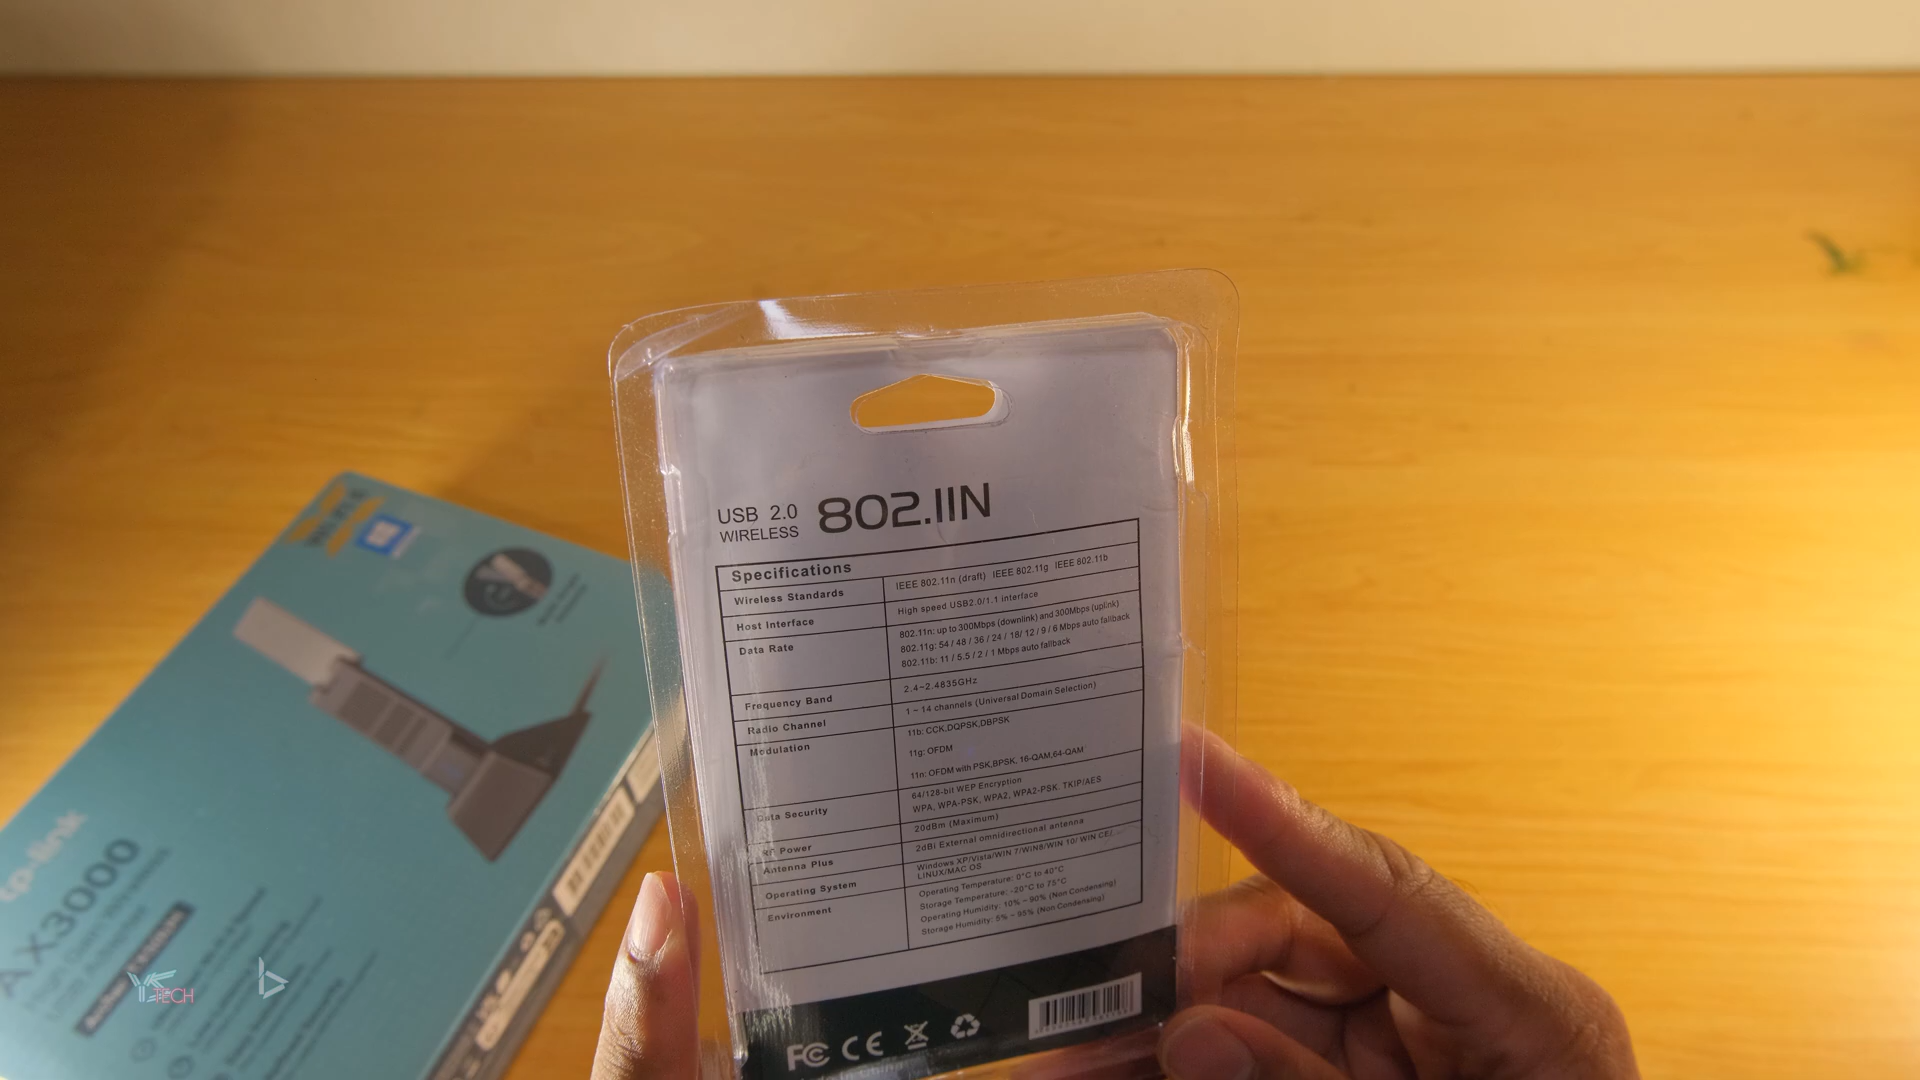 USB 2.0
WIRELESS
802.11N
Specifications
Wireless Standards
IEEE 802.11n (draft) IEEE 802.11g IEEE 802.11b
Host Interface
High speed USB2.0/1.1 interface
Data Rate
802.11n: up to 300Mbps (downlink) and 300Mbps (uplink)
802.11g: 54 / 48 / 36 / 24 / 18/ 12 / 9 / 6 Mbps auto fallback
802.11b: 11 / 5.5 / 2 / 1 Mbps auto fallback
Frequency Band
2.4~2.4835GHz
Radio Channel
1 ~ 14 channels (Universal Domain Selection)
Modulation
11b: CCK,DQPSK,DBPSK
11g: OFDM
11n: OFDM with PSK,BPSK, 16-QAM,64-QAM
Data Security
64/128-bit WEP Encryption
WPA, WPA-PSK, WPA2, WPA2-PSK. TKIP/AES
RF Power
20dBm (Maximum)
Antenna Plus
2dBi External omnidirectional antenna
Operating System
Windows XP/Vista/WIN 7/WIN8/WIN 10/ WIN CE/
LINUX/MAC OS
Environment
Operating Temperature: 0°C to 40°C
Storage Temperature: -20°C to 75°C
Operating Humidity: 10% ~ 90% (Non Condensing)
Storage Humidity: 5% ~ 95% (Non Condensing)
FC CE
tp-link
AX3000
High Gain Wireless
USB Adapter
TECH